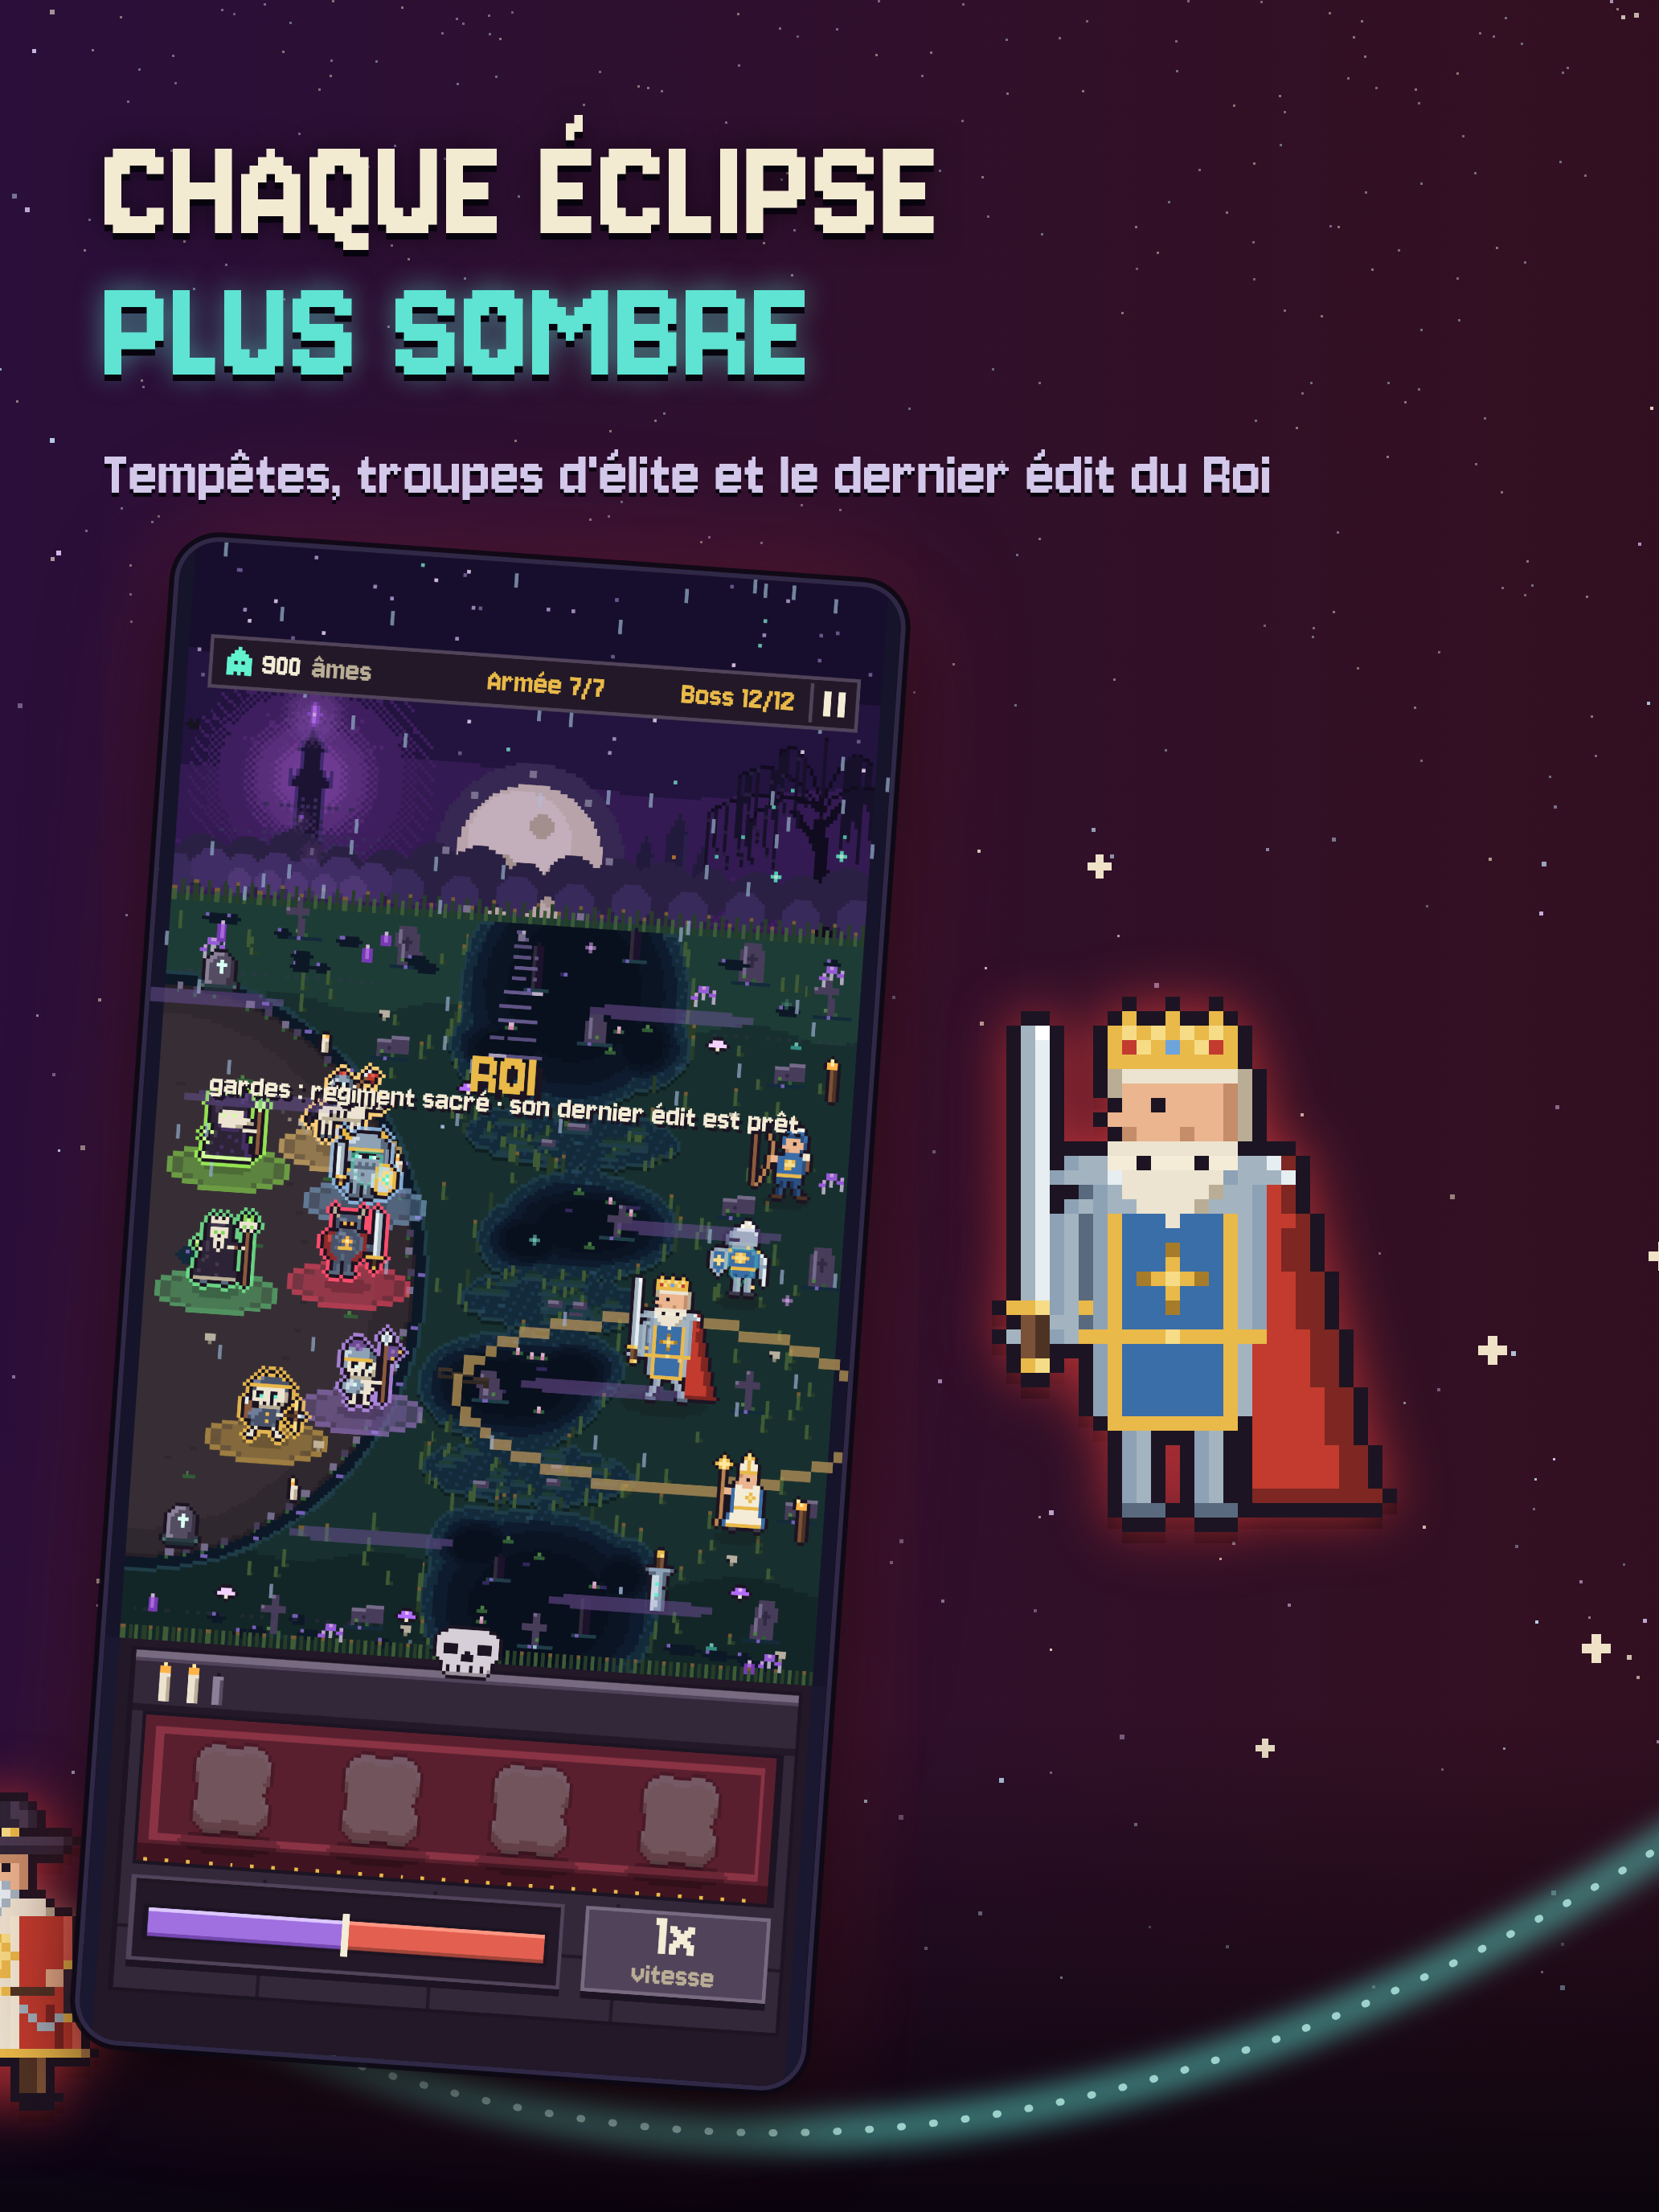 CHAQUE ÉCLIPSE
PLUS SOMBRE
Tempêtes, troupes d'élite et le dernier édit du Roi
900 âmes
Armée 7/7
Boss 12/12
ROI
gardes : régiment sacré · son dernier édit est prêt.
1x
vitesse